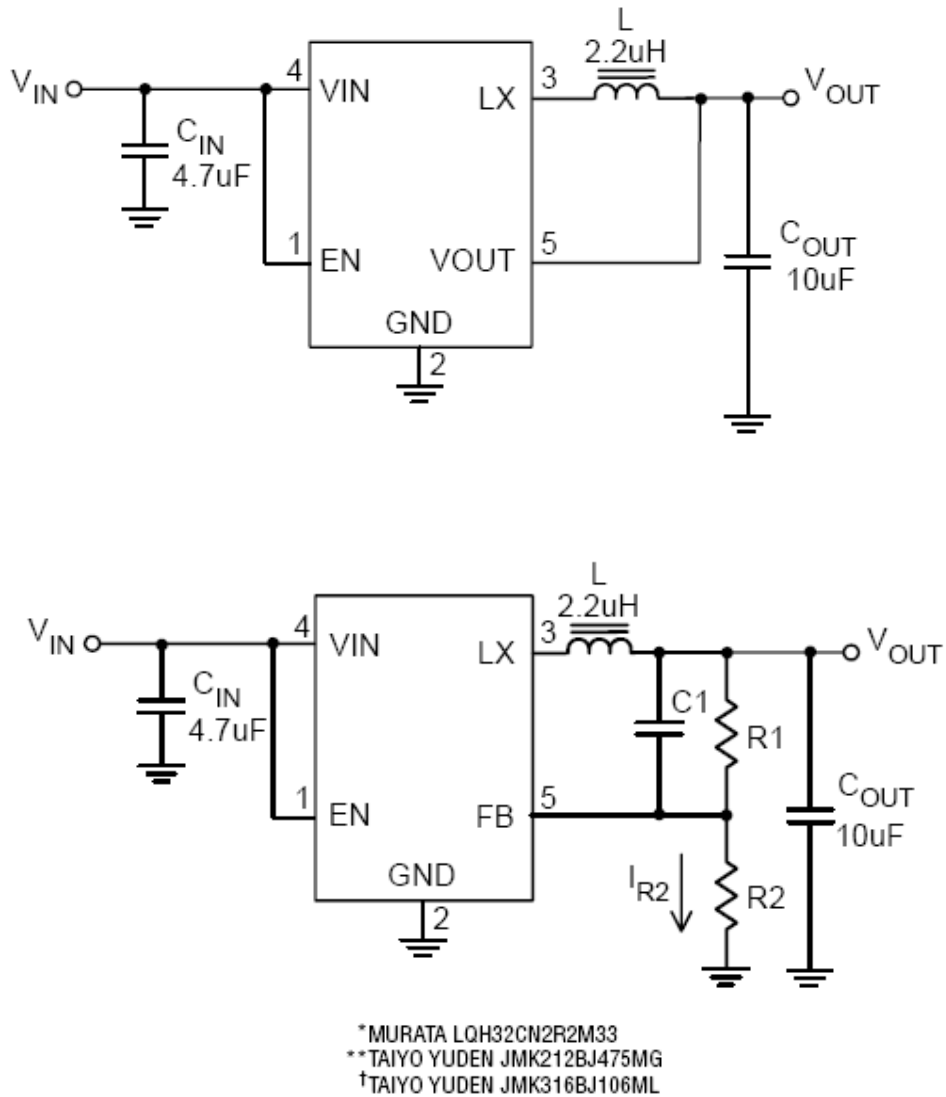 L
2.2uH
V_IN
4
VIN
LX
3
V_OUT
C_IN
4.7uF
1
EN
VOUT
5
C_OUT
10uF
GND
2
L
2.2uH
V_IN
4
VIN
LX
3
V_OUT
C_IN
4.7uF
C1
R1
1
EN
FB
5
C_OUT
10uF
GND
I_R2
R2
2
*MURATA LQH32CN2R2M33
**TAIYO YUDEN JMK212BJ475MG
†TAIYO YUDEN JMK316BJ106ML